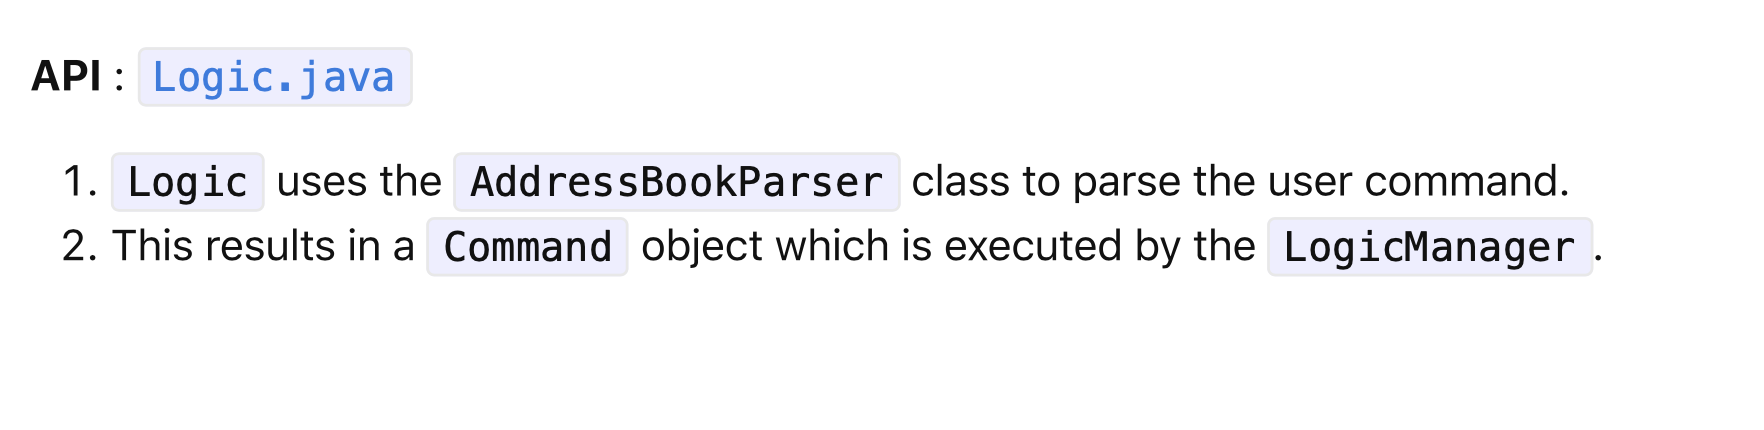 API : Logic.java
1. Logic uses the AddressBookParser class to parse the user command.
2. This results in a Command object which is executed by the LogicManager.